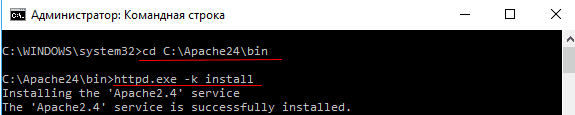 Администратор: Командная строка
C:\WINDOWS\system32>cd C:\Apache24\bin
C:\Apache24\bin>httpd.exe -k install
Installing the 'Apache2.4' service
The 'Apache2.4' service is successfully installed.